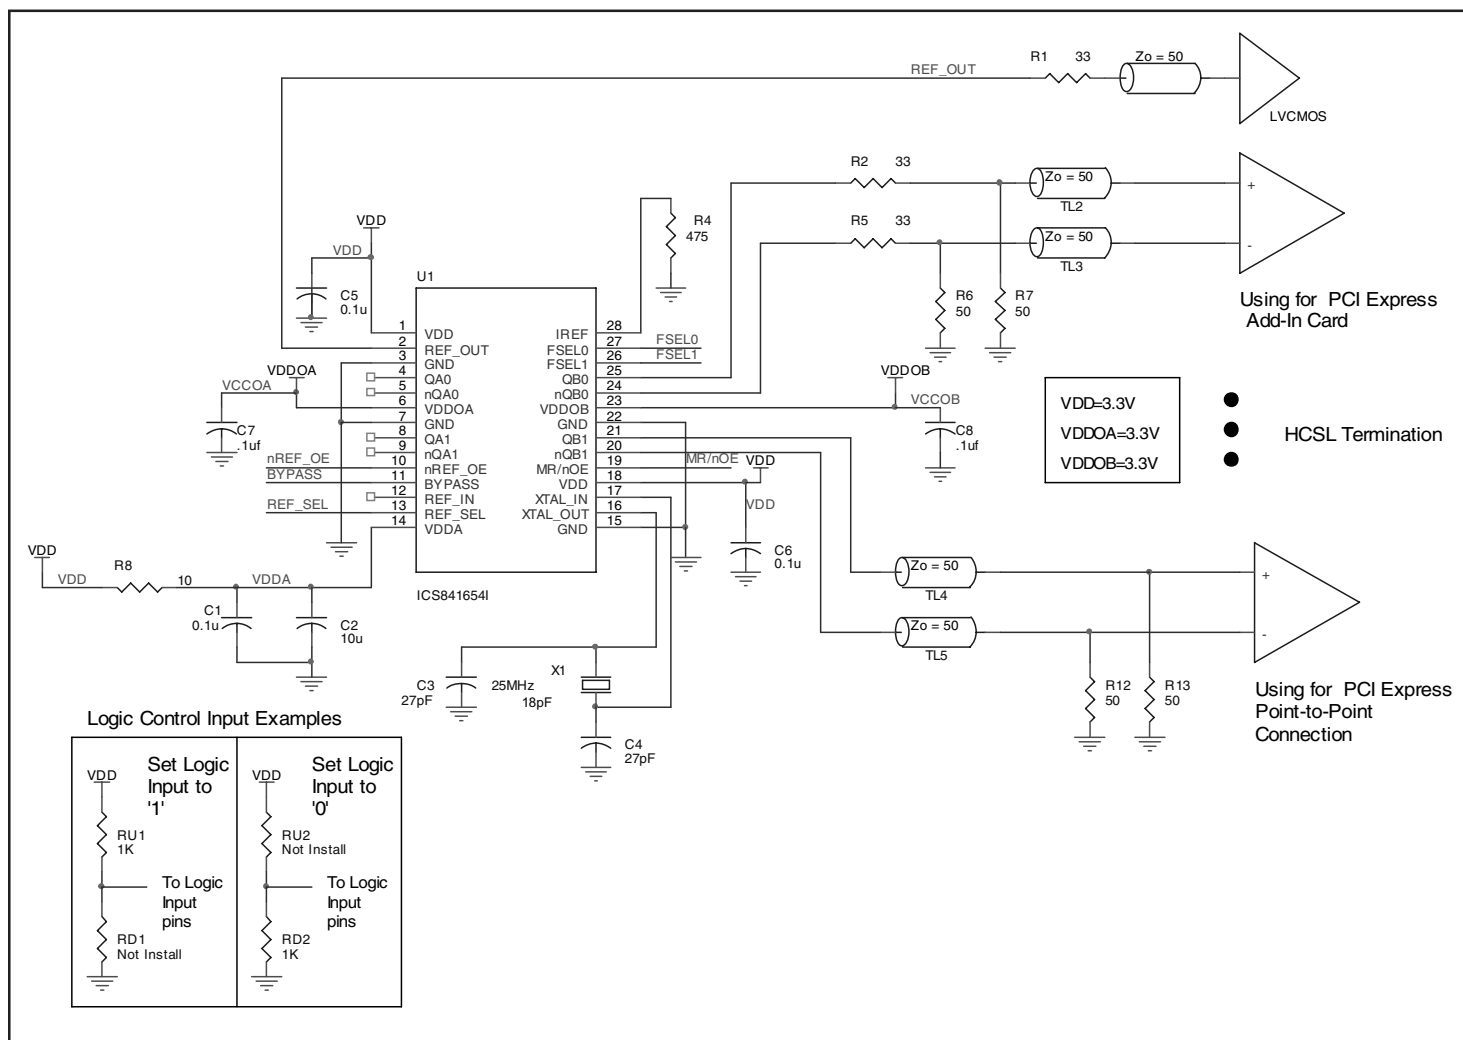 R1 33
Zo = 50
REF_OUT
LVCMOS
R2 33
Zo = 50
+
TL2
R5 33
Zo = 50
-
TL3
R4
475
VDD
VDD
C5
0.1u
U1
R6
50
R7
50
Using for PCI Express
Add-In Card
1 VDD
2 REF_OUT
3 GND
4 QA0
5 nQA0
6 VDDOA
7 GND
8 QA1
9 nQA1
10 nREF_OE
11 BYPASS
12 REF_IN
13 REF_SEL
14 VDDA
IREF 28
FSEL0 27
FSEL1 26
QB0 25
nQB0 24
VDDOB 23
GND 22
QB1 21
nQB1 20
MR/nOE 19
VDD 18
XTAL_IN 17
XTAL_OUT 16
GND 15
ICS841654I
FSEL0
FSEL1
VDDOA
VCCOA
C7
.1uf
nREF_OE
BYPASS
REF_SEL
VDDOB
VCCOB
C8
.1uf
MR/nOE
VDD
VDD
C6
0.1u
VDD=3.3V
VDDOA=3.3V
VDDOB=3.3V
HCSL Termination
VDD
VDD
R8
10
VDDA
C1
0.1u
C2
10u
Zo = 50
TL4
+
Zo = 50
TL5
-
R12
50
R13
50
Using for PCI Express
Point-to-Point
Connection
C3
27pF
25MHz
X1
18pF
C4
27pF
Logic Control Input Examples
VDD
Set Logic
Input to
'1'
RU1
1K
To Logic
Input
pins
RD1
Not Install
VDD
Set Logic
Input to
'0'
RU2
Not Install
To Logic
Input
pins
RD2
1K